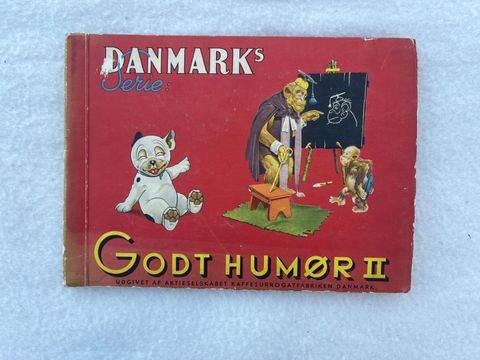 DANMARKS
Serie:
GODT HUMØR II
UDGIVET AF AKTIESELSKABET KAFFESURROGATFABRIKEN DANMARK.